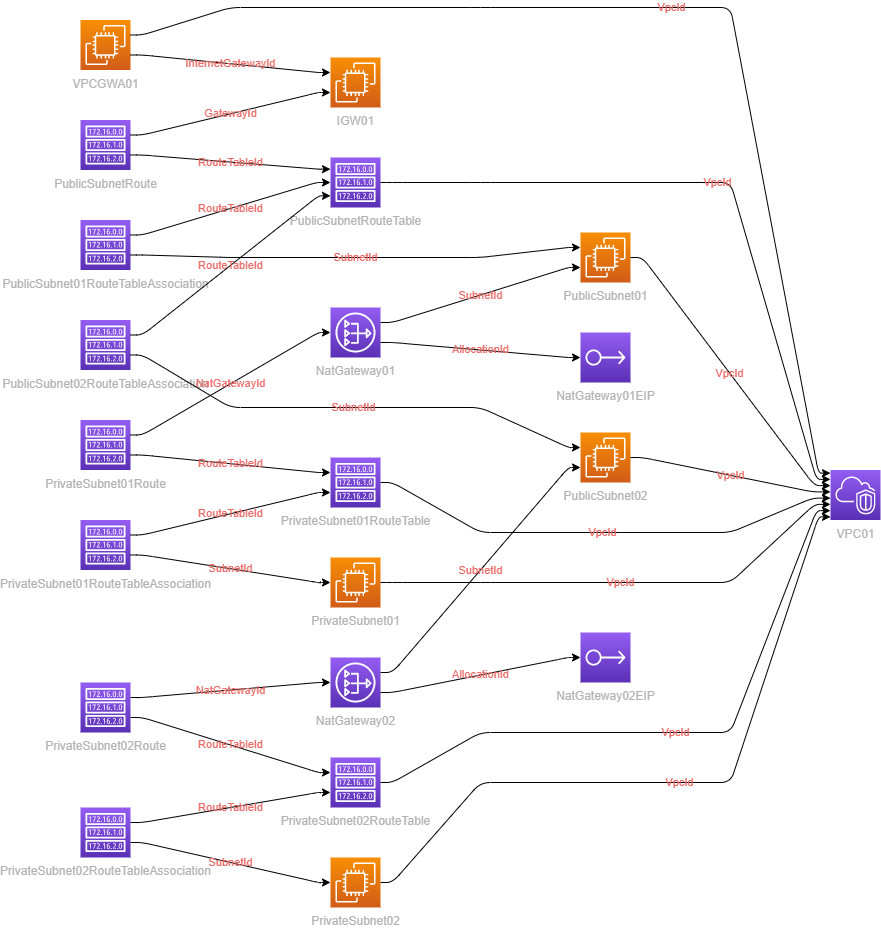 VpcId
172.16.0.0
172.16.1.0
172.16.2.0
VPCGWA01
InternetGatewayId
IGW01
GatewayId
172.16.0.0
172.16.1.0
172.16.2.0
PublicSubnetRoute
RouteTableId
172.16.0.0
172.16.1.0
172.16.2.0
PublicSubnetRouteTable
VpcId
RouteTableId
172.16.0.0
172.16.1.0
172.16.2.0
PublicSubnet01RouteTableAssociation
RouteTableId
SubnetId
PublicSubnet01
SubnetId
172.16.0.0
172.16.1.0
172.16.2.0
PublicSubnet02RouteTableAssociation
NatGateway01
AllocationId
NatGateway01EIP
VpcId
NatGatewayId
SubnetId
172.16.0.0
172.16.1.0
172.16.2.0
PrivateSubnet01Route
RouteTableId
PublicSubnet02
VpcId
172.16.0.0
172.16.1.0
172.16.2.0
PrivateSubnet01RouteTable
VpcId
VPC01
RouteTableId
172.16.0.0
172.16.1.0
172.16.2.0
PrivateSubnet01RouteTableAssociation
SubnetId
PrivateSubnet01
VpcId
SubnetId
NatGatewayId
NatGateway02
AllocationId
NatGateway02EIP
PrivateSubnet02Route
RouteTableId
172.16.0.0
172.16.1.0
172.16.2.0
PrivateSubnet02RouteTable
VpcId
VpcId
RouteTableId
172.16.0.0
172.16.1.0
172.16.2.0
PrivateSubnet02RouteTableAssociation
SubnetId
PrivateSubnet02